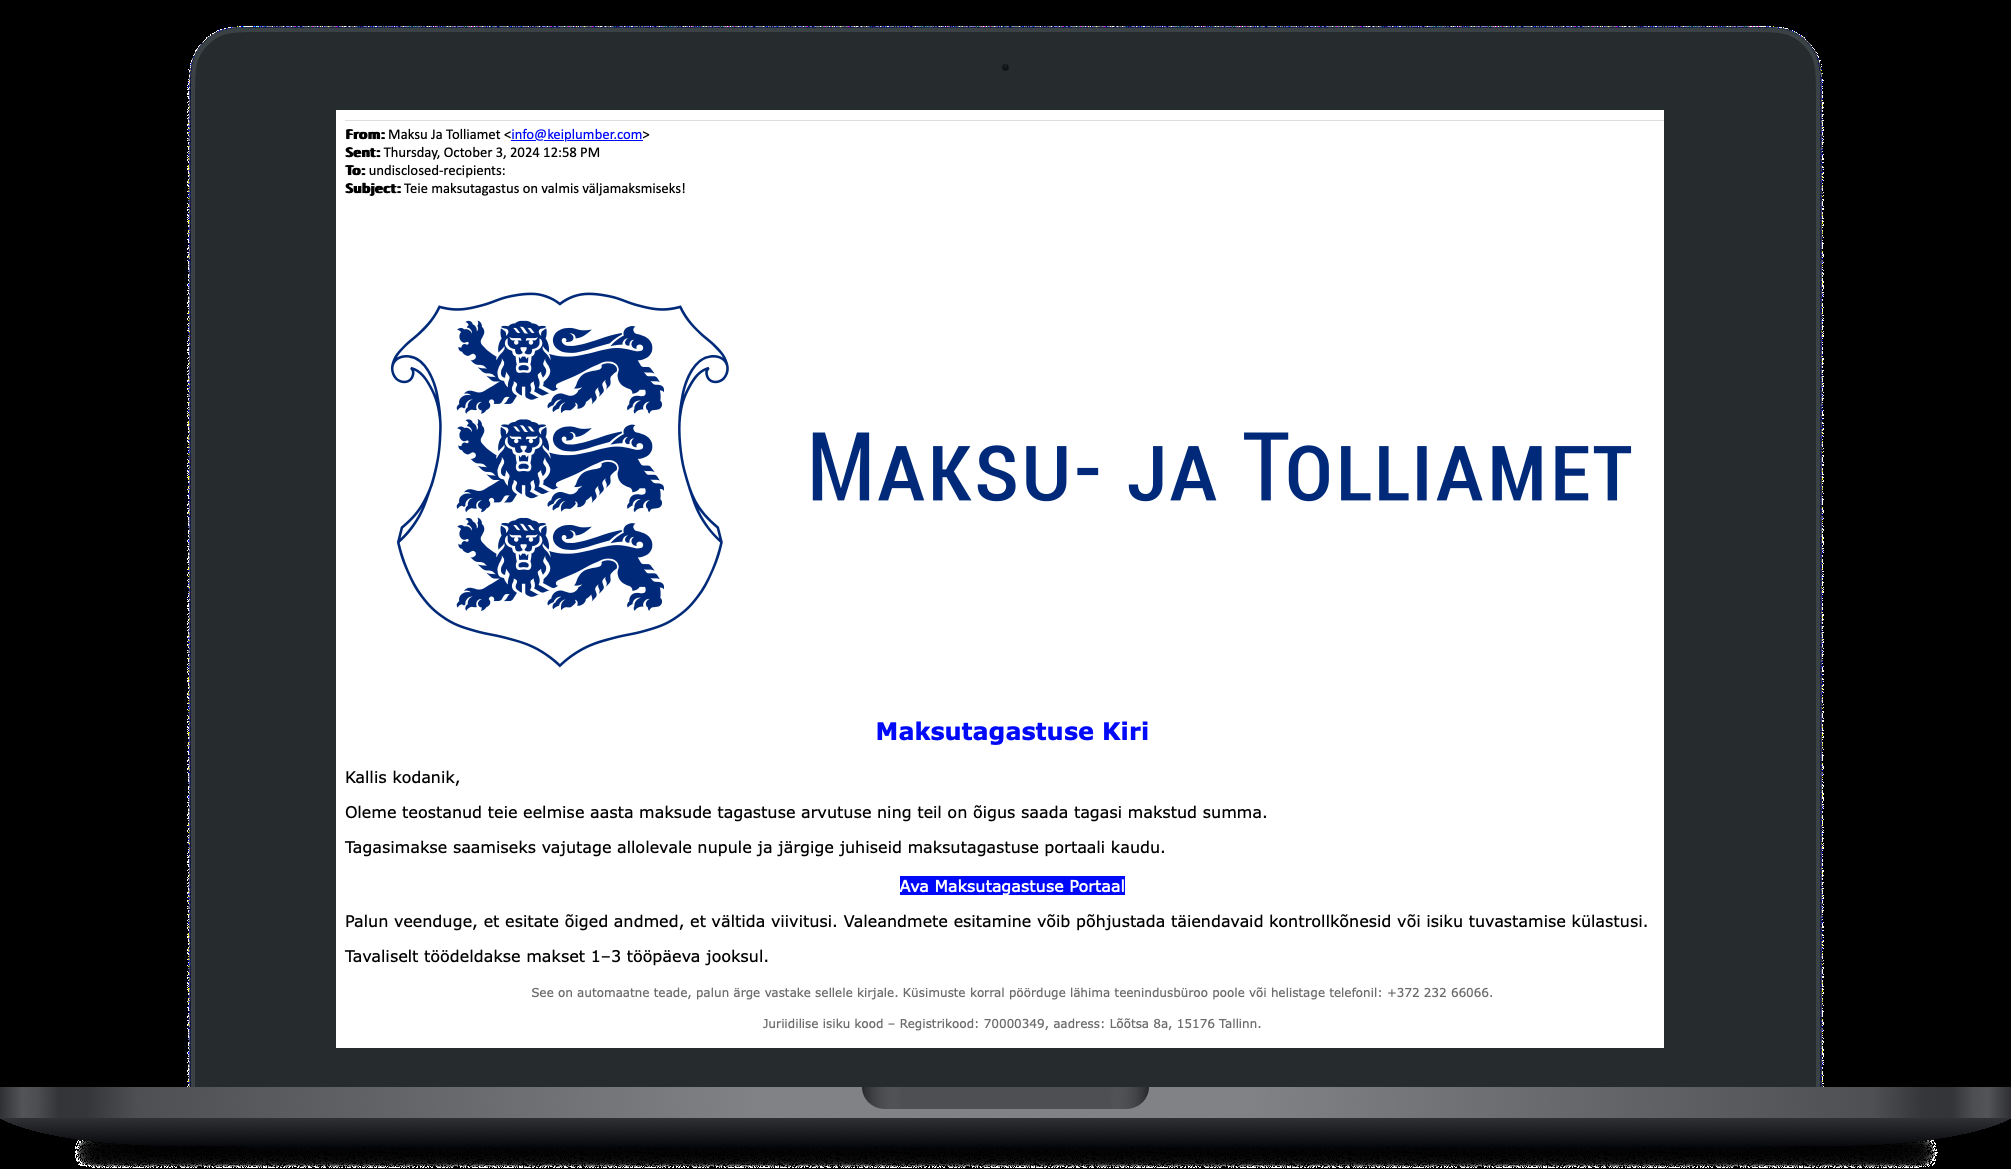 From: Maksu Ja Tolliamet <info@keiplumber.com>
Sent: Thursday, October 3, 2024 12:58 PM
To: undisclosed-recipients:
Subject: Teie maksutagastus on valmis väljamaksmiseks!
MAKSU- JA TOLLIAMET
Maksutagastuse Kiri
Kallis kodanik,
Oleme teostanud teie eelmise aasta maksude tagastuse arvutuse ning teil on õigus saada tagasi makstud summa.
Tagasimakse saamiseks vajutage allolevale nupule ja järgige juhiseid maksutagastuse portaali kaudu.
Ava Maksutagastuse Portaal
Palun veenduge, et esitate õiged andmed, et vältida viivitusi. Valeandmete esitamine võib põhjustada täiendavaid kontrollkõnesid või isiku tuvastamise külastusi.
Tavaliselt töödeldakse makset 1–3 tööpäeva jooksul.
See on automaatne teade, palun ärge vastake sellele kirjale. Küsimuste korral pöörduge lähima teenindusbüroo poole või helistage telefonil: +372 232 66066.
Juriidilise isiku kood – Registrikood: 70000349, aadress: Lõõtsa 8a, 15176 Tallinn.